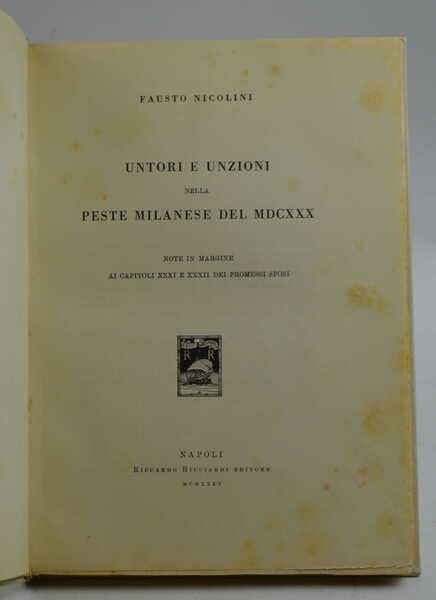 FAUSTO NICOLINI
UNTORI E UNZIONI
NELLA
PESTE MILANESE DEL MDCXXX
NOTE IN MARGINE
AI CAPITOLI XXXI E XXXII DEI PROMESSI SPOSI
R R
NAPOLI
RICCARDO RICCIARDI EDITORE